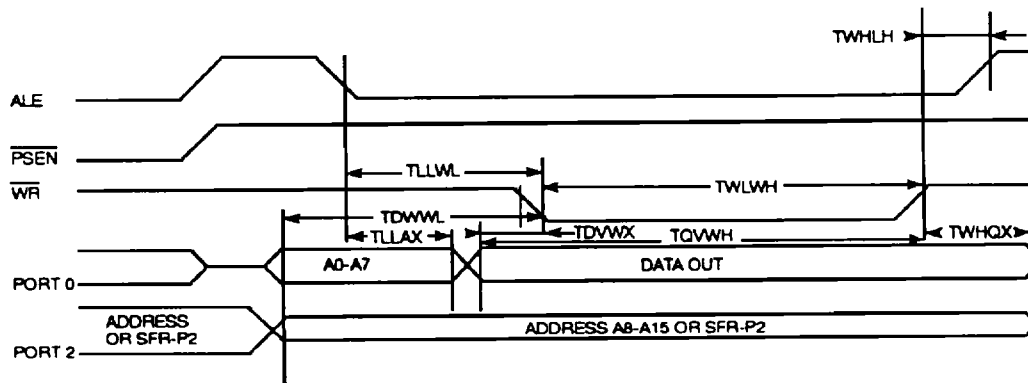 TWHLH
ALE
PSEN
TLLWL
WR
TWLWH
TDWWL
TLLAX
TDVWX
TQVWH
TWHQX
A0-A7
DATA OUT
PORT 0
ADDRESS
OR SFR-P2
ADDRESS A8-A15 OR SFR-P2
PORT 2